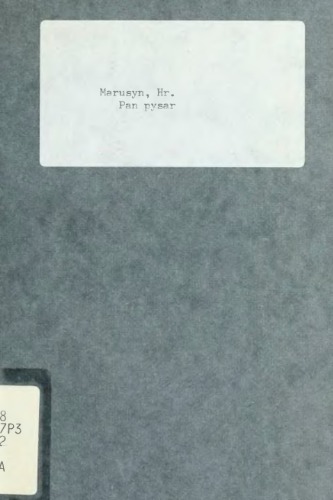 Marusyn, Hr.
Pan pysar
8
7P3
2
A